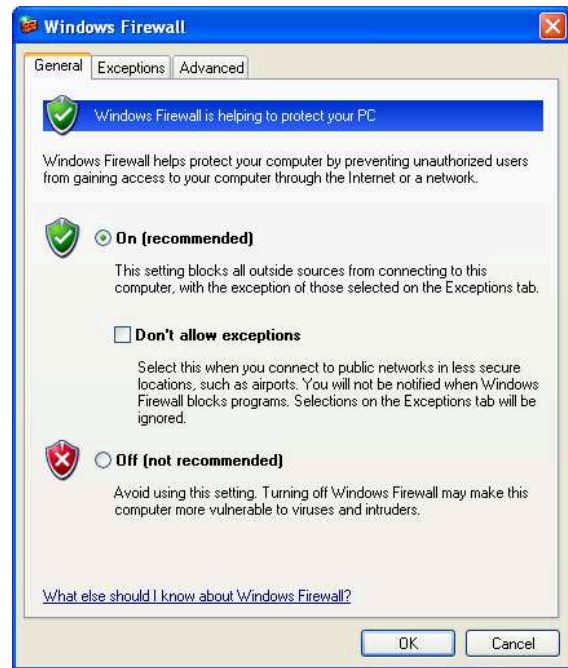 Windows Firewall
General Exceptions Advanced
Windows Firewall is helping to protect your PC
Windows Firewall helps protect your computer by preventing unauthorized users
from gaining access to your computer through the Internet or a network.
On (recommended)
This setting blocks all outside sources from connecting to this
computer, with the exception of those selected on the Exceptions tab.
Don't allow exceptions
Select this when you connect to public networks in less secure
locations, such as airports. You will not be notified when Windows
Firewall blocks programs. Selections on the Exceptions tab will be
ignored.
Off (not recommended)
Avoid using this setting. Turning off Windows Firewall may make this
computer more vulnerable to viruses and intruders.
What else should I know about Windows Firewall?
OK Cancel